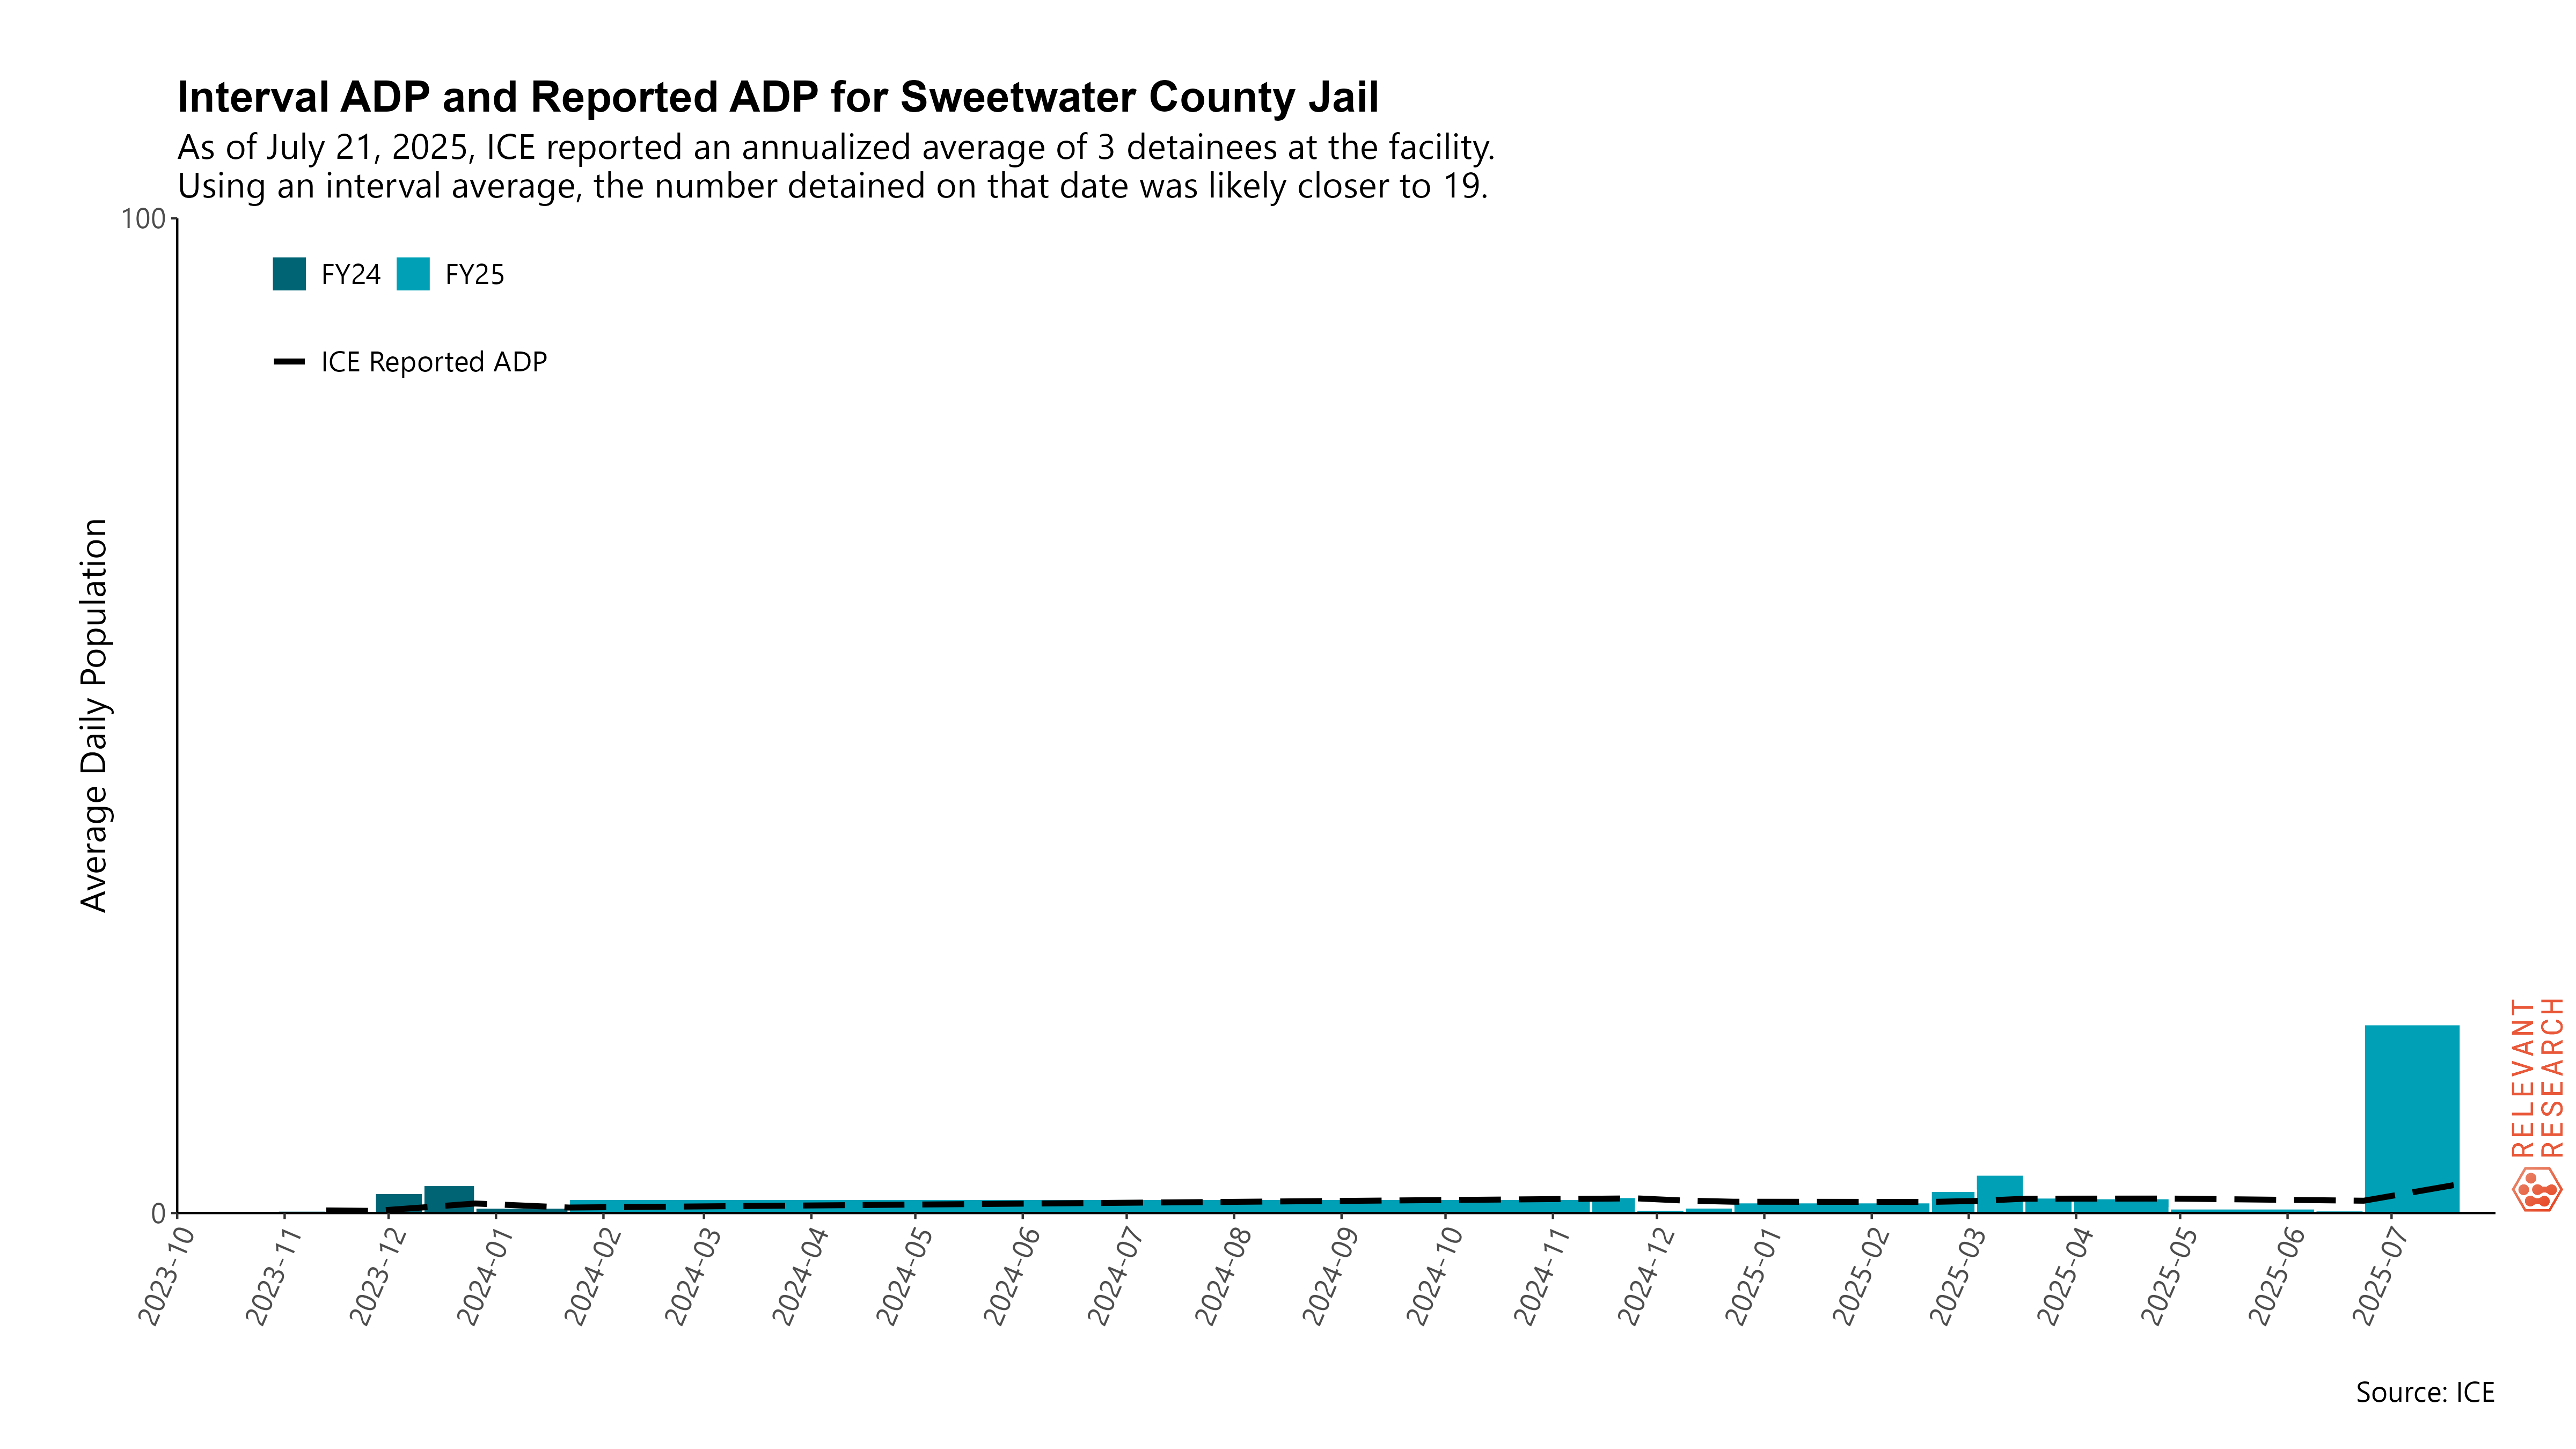 Interval ADP and Reported ADP for Sweetwater County Jail
As of July 21, 2025, ICE reported an annualized average of 3 detainees at the facility.
Using an interval average, the number detained on that date was likely closer to 19.
100
FY24 FY25
ICE Reported ADP
Average Daily Population
0
2023-10
2023-11
2023-12
2024-01
2024-02
2024-03
2024-04
2024-05
2024-06
2024-07
2024-08
2024-09
2024-10
2024-11
2024-12
2025-01
2025-02
2025-03
2025-04
2025-05
2025-06
2025-07
RELEVANT
RESEARCH
Source: ICE